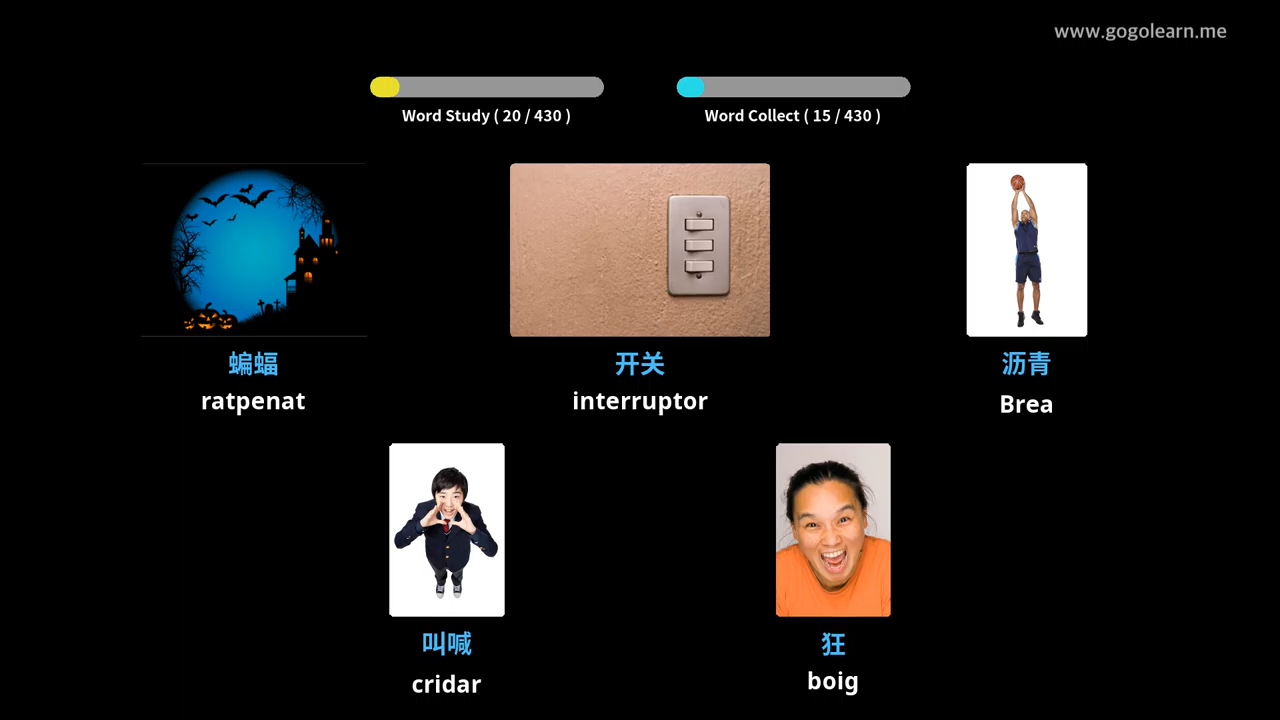 www.gogolearn.me
Word Study ( 20 / 430 )
Word Collect ( 15 / 430 )
蝙蝠
ratpenat
开关
interruptor
沥青
Brea
叫喊
cridar
狂
boig